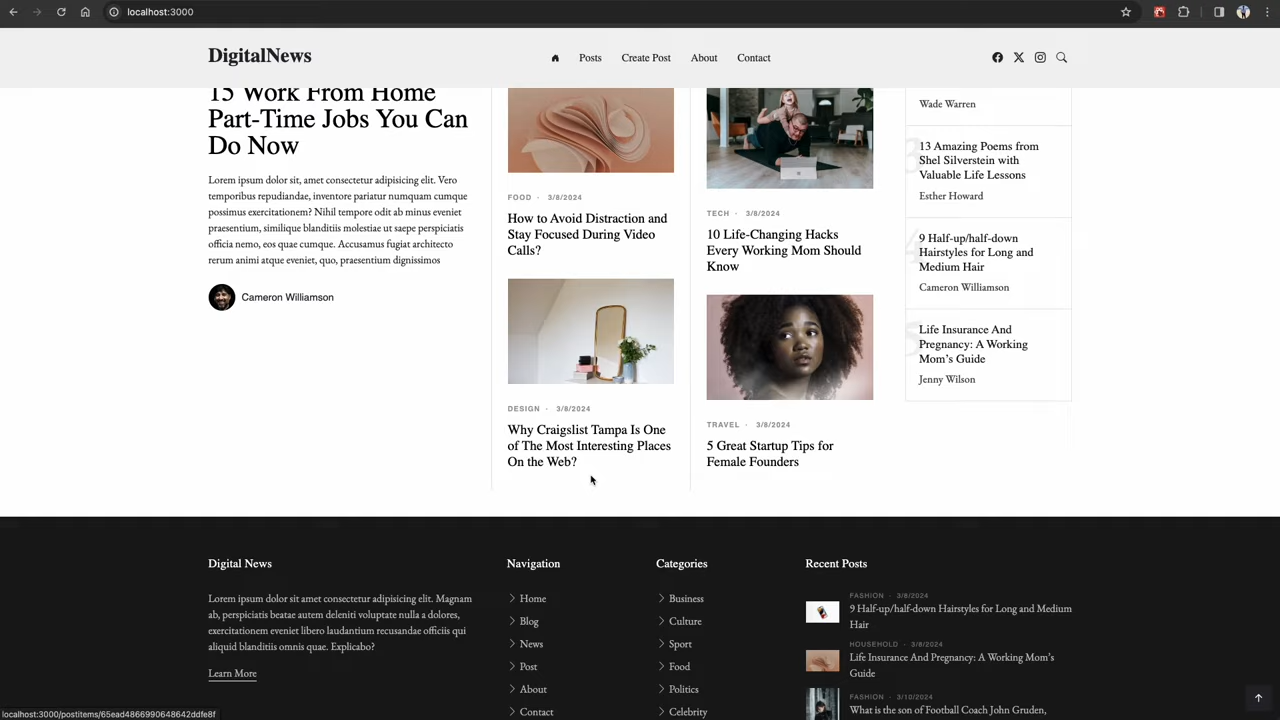 localhost:3000
DigitalNews
Posts
Create Post
About
Contact
15 Work From Home
Part-Time Jobs You Can
Do Now
Lorem ipsum dolor sit, amet consectetur adipisicing elit. Vero
temporibus repudiandae, inventore pariatur numquam cumque
possimus exercitationem? Nihil tempore odit ab minus eveniet
praesentium, similique blanditiis molestiae ut saepe perspiciatis
officia nemo, eos quae cumque. Accusamus fugiat architecto
rerum animi atque eveniet, quo, praesentium dignissimos
Cameron Williamson
FOOD · 3/8/2024
How to Avoid Distraction and
Stay Focused During Video
Calls?
DESIGN · 3/8/2024
Why Craigslist Tampa Is One
of The Most Interesting Places
On the Web?
TECH · 3/8/2024
10 Life-Changing Hacks
Every Working Mom Should
Know
TRAVEL · 3/8/2024
5 Great Startup Tips for
Female Founders
Wade Warren
3
13 Amazing Poems from
Shel Silverstein with
Valuable Life Lessons
Esther Howard
4
9 Half-up/half-down
Hairstyles for Long and
Medium Hair
Cameron Williamson
5
Life Insurance And
Pregnancy: A Working
Mom's Guide
Jenny Wilson
Digital News
Lorem ipsum dolor sit, amet consectetur adipisicing elit. Magnam
ab, perspiciatis beatae autem deleniti voluptate nulla a dolores,
exercitationem eveniet libero laudantium recusandae officiis qui
aliquid blanditiis omnis quae. Explicabo?
Learn More
Navigation
Home
Blog
News
Post
About
Contact
Categories
Business
Culture
Sport
Food
Politics
Celebrity
Recent Posts
FASHION · 3/8/2024
9 Half-up/half-down Hairstyles for Long and Medium
Hair
HOUSEHOLD · 3/8/2024
Life Insurance And Pregnancy: A Working Mom's
Guide
FASHION · 3/10/2024
What is the son of Football Coach John Gruden,
localhost:3000/postitems/65ead4866990648642ddfe8f